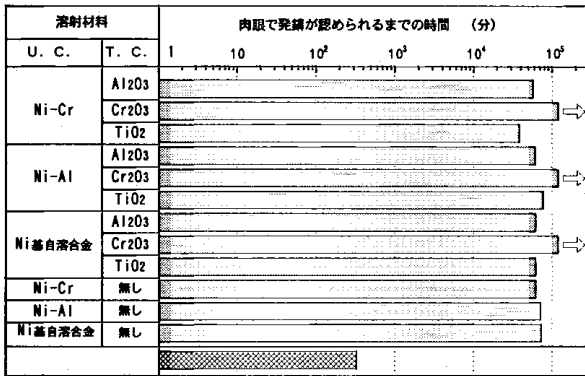 溶射材料 肉眼で発錆が認められるまでの時間 (分)
U. C. T. C. 1 10 10² 10³ 10⁴ 10⁵
Ni-Cr
Al2O3
Cr2O3
TiO2
Ni-Al
Al2O3
Cr2O3
TiO2
Ni基自溶合金
Al2O3
Cr2O3
TiO2
Ni-Cr 無し
Ni-Al 無し
Ni基自溶合金 無し